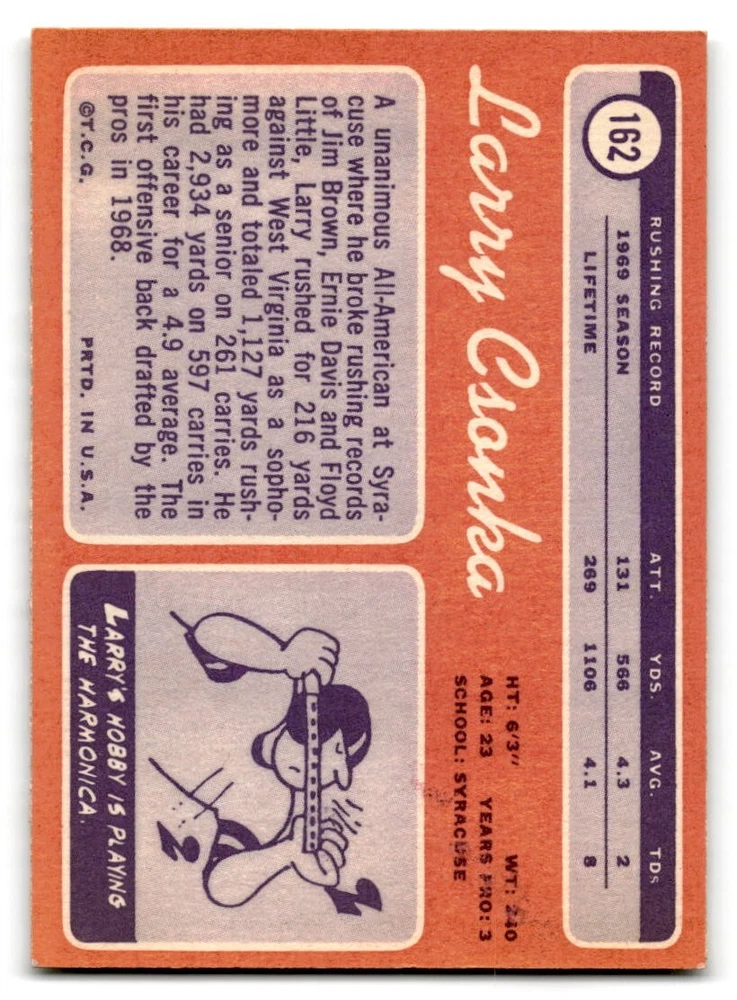 162
RUSHING RECORD ATT. YDS. AVG. TDS
1969 SEASON 131 566 4.3 2
LIFETIME 269 1106 4.1 8
Larry Csonka
HT: 6'3" WT: 240
AGE: 23 YEARS PRO: 3
SCHOOL: SYRACUSE
A unanimous All-American at Syra-
cuse where he broke rushing records
of Jim Brown, Ernie Davis and Floyd
Little, Larry rushed for 216 yards
against West Virginia as a sopho-
more and totaled 1,127 yards rush-
ing as a senior on 261 carries. He
had 2,934 yards on 597 carries in
his career for a 4.9 average. The
first offensive back drafted by the
pros in 1968.
©T.C.G. PRTD. IN U.S.A.
LARRY'S HOBBY IS PLAYING
THE HARMONICA.